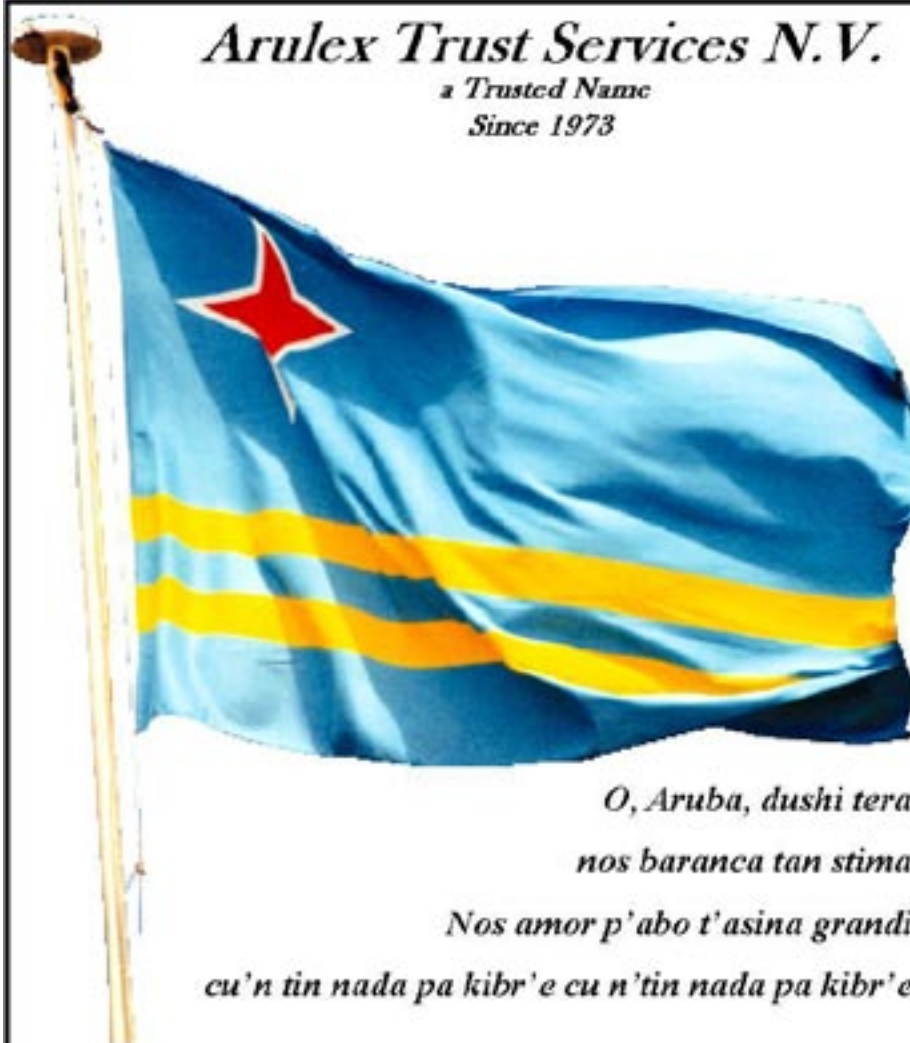 Arulex Trust Services N.V.
a Trusted Name
Since 1973
O, Aruba, dushi tera
nos baranca tan stima
Nos amor p'abo t'asina grandi
cu'n tin nada pa kibr'e cu n'tin nada pa kibr'e